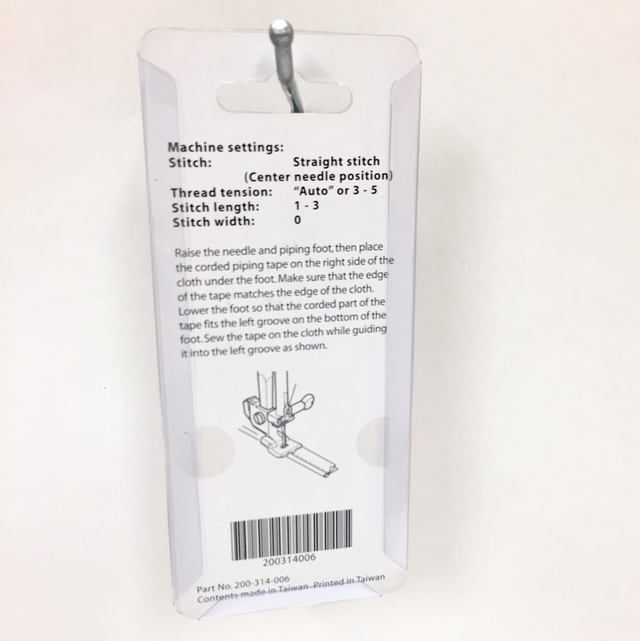 Machine settings:
Stitch: Straight stitch
(Center needle position)
Thread tension: “Auto” or 3 - 5
Stitch length: 1 - 3
Stitch width: 0
Raise the needle and piping foot, then place
the corded piping tape on the right side of the
cloth under the foot. Make sure that the edge
of the tape matches the edge of the cloth.
Lower the foot so that the corded part of the
tape fits the left groove on the bottom of the
foot. Sew the tape on the cloth while guiding
it into the left groove as shown.
200314006
Part No. 200-314-006
Contents made in Taiwan Printed in Taiwan